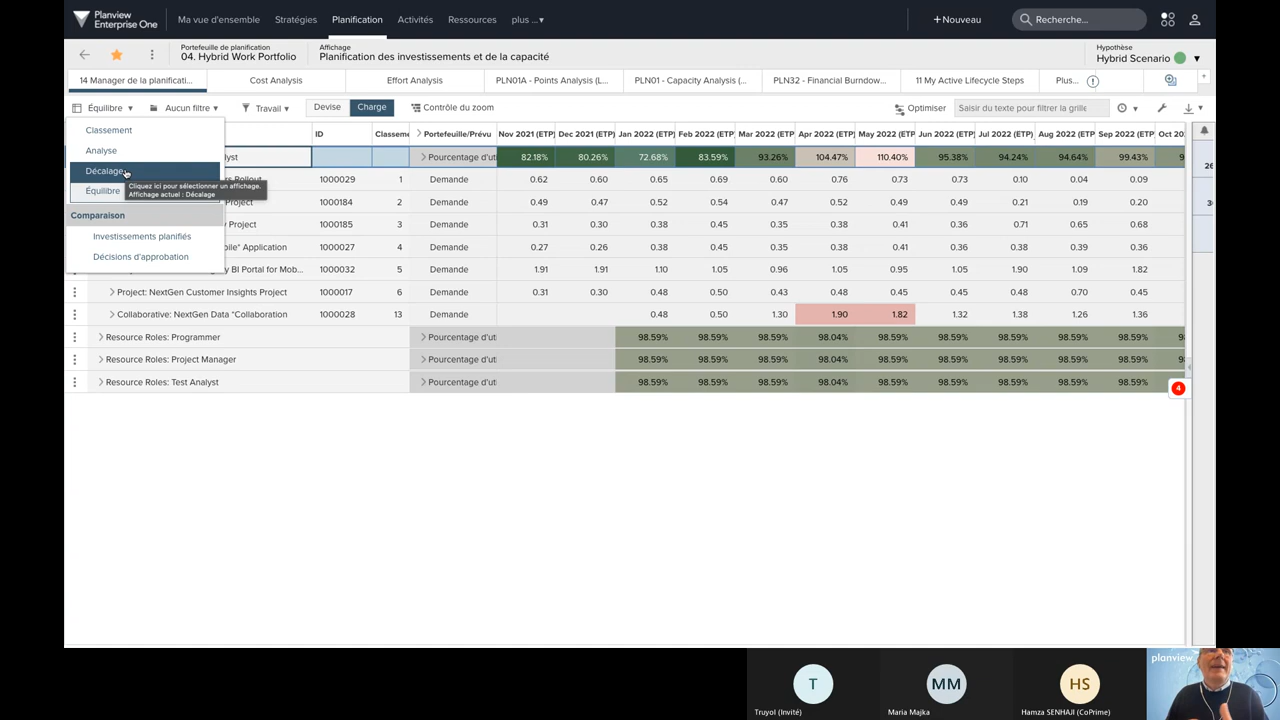 Planview
Enterprise One
Ma vue d'ensemble Stratégies Planification Activités Ressources plus ... ▾
+ Nouveau Recherche...
Portefeuille de planification
04. Hybrid Work Portfolio
Affichage
Planification des investissements et de la capacité
Hypothèse
Hybrid Scenario
14 Manager de la planificati... Cost Analysis Effort Analysis PLN01A - Points Analysis (L... PLN01 - Capacity Analysis (... PLN32 - Financial Burndow... 11 My Active Lifecycle Steps Plus...
Équilibre Aucun filtre Travail Devise Charge Contrôle du zoom Optimiser Saisir du texte pour filtrer la grille
Classement
Analyse
Décalage
Équilibre
Cliquez ici pour sélectionner un affichage.
Affichage actuel : Décalage
Comparaison
Investissements planifiés
Décisions d'approbation
ID Classeme Portefeuille/Prévu Nov 2021 (ETP) Dec 2021 (ETP) Jan 2022 (ETP) Feb 2022 (ETP) Mar 2022 (ETP) Apr 2022 (ETP) May 2022 (ETP) Jun 2022 (ETP) Jul 2022 (ETP) Aug 2022 (ETP) Sep 2022 (ETP) Oct 20
yst Pourcentage d'ut 82.18% 80.26% 72.68% 83.59% 93.26% 104.47% 110.40% 95.38% 94.24% 94.64% 99.43% 9
1000029 1 Demande 0.62 0.60 0.65 0.69 0.60 0.76 0.73 0.73 0.10 0.04 0.09
Project 1000184 2 Demande 0.49 0.47 0.52 0.54 0.47 0.52 0.49 0.49 0.21 0.19 0.20
Project 1000185 3 Demande 0.31 0.30 0.38 0.45 0.35 0.38 0.41 0.36 0.71 0.65 0.68
bile" Application 1000027 4 Demande 0.27 0.26 0.38 0.45 0.35 0.38 0.41 0.36 0.38 0.39 0.36
y BI Portal for Mob... 1000032 5 Demande 1.91 1.91 1.10 1.05 0.96 1.05 0.95 1.05 1.90 1.09 1.82
Project: NextGen Customer Insights Project 1000017 6 Demande 0.31 0.30 0.48 0.50 0.43 0.48 0.45 0.45 0.48 0.70 0.45
Collaborative: NextGen Data "Collaboration 1000028 13 Demande 0.48 0.50 1.30 1.90 1.82 1.32 1.38 1.26 1.36
Resource Roles: Programmer Pourcentage d'uti 98.59% 98.59% 98.59% 98.04% 98.59% 98.59% 98.59% 98.59% 98.59% 9
Resource Roles: Project Manager Pourcentage d'uti 98.59% 98.59% 98.59% 98.04% 98.59% 98.59% 98.59% 98.59% 98.59% 9
Resource Roles: Test Analyst Pourcentage d'uti 98.59% 98.59% 98.59% 98.04% 98.59% 98.59% 98.59% 98.59% 98.59% 9
26
3
4
planview
T MM HS
Truyol (Invité) Maria Majka Hamza SENHAJI (CoPrime)